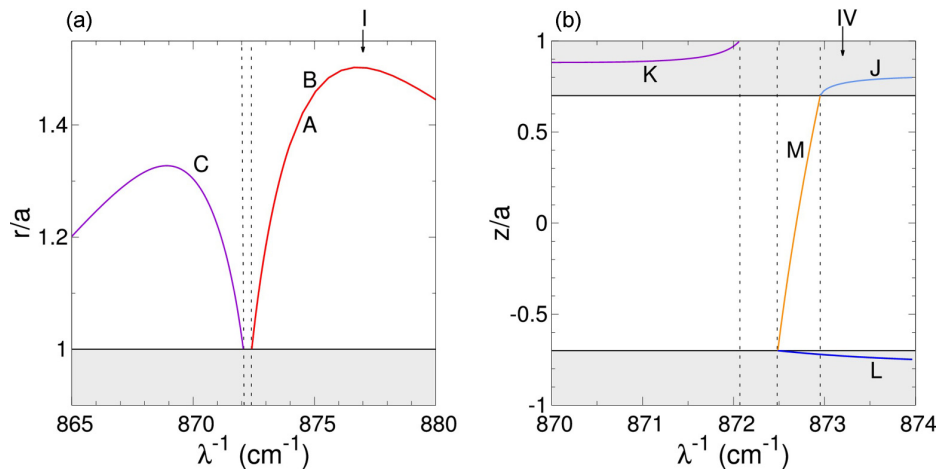 (a)
I
r/a
1.4
1.2
1
B
A
C
865
870
875
880
λ⁻¹ (cm⁻¹)
(b)
IV
z/a
1
0.5
0
-0.5
-1
K
J
M
L
870
871
872
873
874
λ⁻¹ (cm⁻¹)